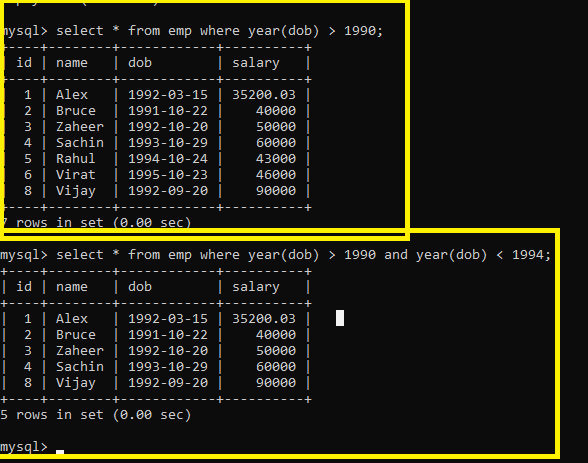 mysql> select * from emp where year(dob) > 1990;
+----+--------+------------+----------+
| id | name   | dob        | salary   |
+----+--------+------------+----------+
|  1 | Alex   | 1992-03-15 | 35200.03 |
|  2 | Bruce  | 1991-10-22 |    40000 |
|  3 | Zaheer | 1992-10-20 |    50000 |
|  4 | Sachin | 1993-10-29 |    60000 |
|  5 | Rahul  | 1994-10-24 |    43000 |
|  6 | Virat  | 1995-10-23 |    46000 |
|  8 | Vijay  | 1992-09-20 |    90000 |
+----+--------+------------+----------+
7 rows in set (0.00 sec)
mysql> select * from emp where year(dob) > 1990 and year(dob) < 1994;
+----+--------+------------+----------+
| id | name   | dob        | salary   |
+----+--------+------------+----------+
|  1 | Alex   | 1992-03-15 | 35200.03 |
|  2 | Bruce  | 1991-10-22 |    40000 |
|  3 | Zaheer | 1992-10-20 |    50000 |
|  4 | Sachin | 1993-10-29 |    60000 |
|  8 | Vijay  | 1992-09-20 |    90000 |
+----+--------+------------+----------+
5 rows in set (0.00 sec)
mysql> _